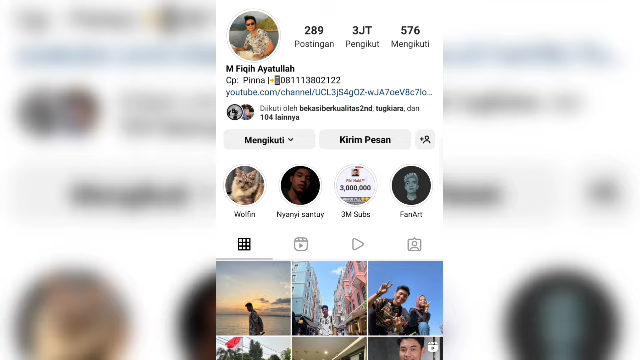 289 3JT 576
Postingan Pengikut Mengikuti
M Fiqih Ayatullah
Cp: Pinna 081113802122
youtube.com/channel/UCL3jS4gOZ-wJA7oeV8c7lo...
Diikuti oleh bekasiberkualitas2nd, tugkiara, dan
104 lainnya
Mengikuti Kirim Pesan
3,000,000
Wolfin Nyanyi santuy 3M Subs FanArt